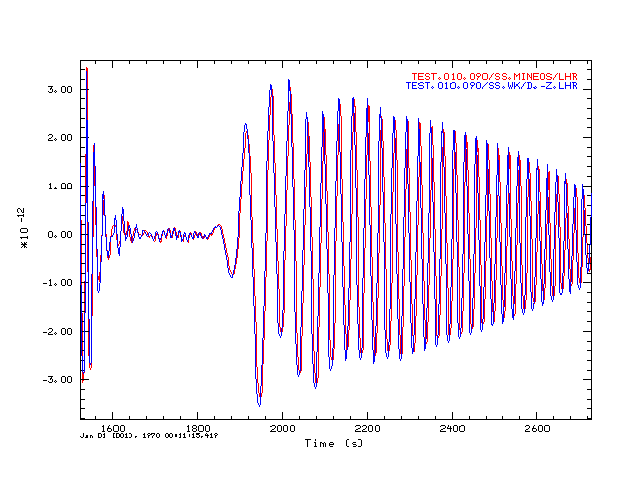 TEST.010.090/SS.MINEOS/LHR
TEST.010.090/SS.WK/D.-Z.LHR
3.00
2.00
1.00
0.00
-1.00
-2.00
-3.00
*10 -12
1600 1800 2000 2200 2400 2600
Jan 01 (001), 1970 00:11:15.419
Time (s)